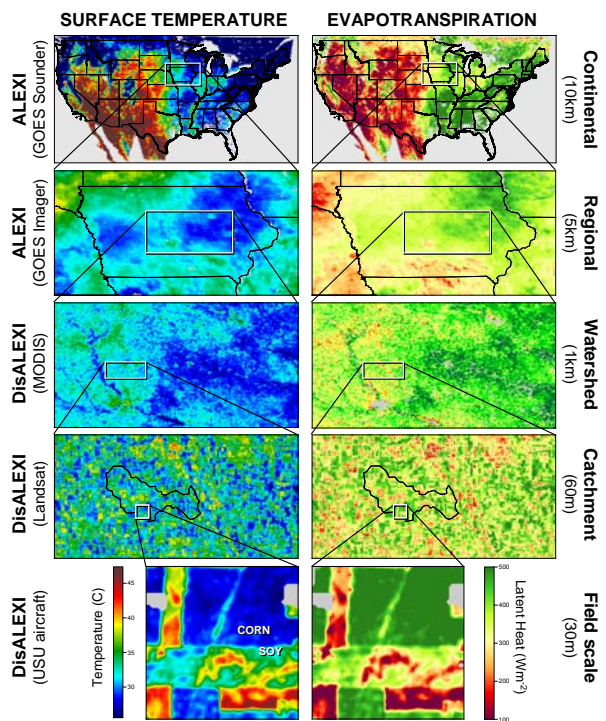 SURFACE TEMPERATURE
EVAPOTRANSPIRATION
ALEXI
(GOES Sounder)
Continental
(10km)
ALEXI
(GOES Imager)
Regional
(5km)
DisALEXI
(MODIS)
Watershed
(1km)
DisALEXI
(Landsat)
Catchment
(60m)
DisALEXI
(USU aircraft)
Temperature (C)
45
40
35
30
CORN
SOY
500
400
300
200
100
Latent Heat (Wm-2)
Field scale
(30m)